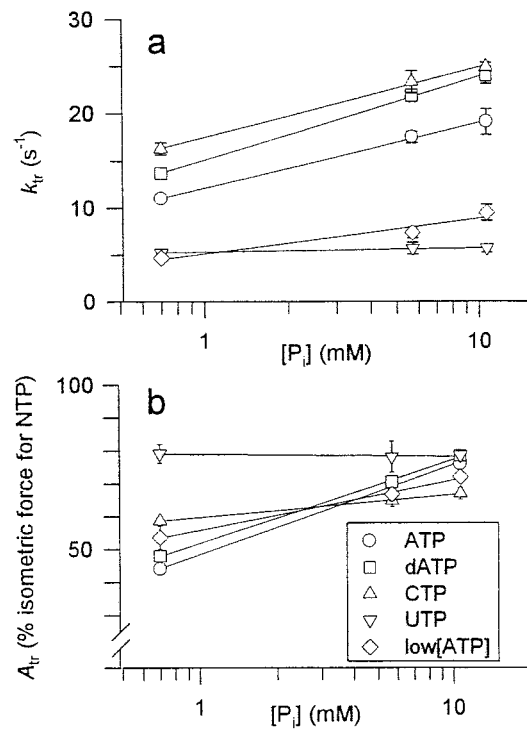 a
30
20
10
0
k_tr (s⁻¹)
1
10
[P_i] (mM)
b
100
50
A_tr (% isometric force for NTP)
ATP
dATP
CTP
UTP
low[ATP]
1
10
[P_i] (mM)